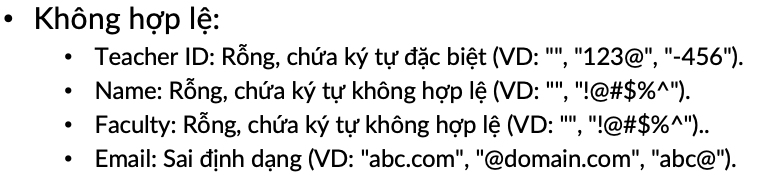 • Không hợp lệ:
• Teacher ID: Rỗng, chứa ký tự đặc biệt (VD: "", "123@", "-456").
• Name: Rỗng, chứa ký tự không hợp lệ (VD: "", "!@#$%^").
• Faculty: Rỗng, chứa ký tự không hợp lệ (VD: "", "!@#$%^")..
• Email: Sai định dạng (VD: "abc.com", "@domain.com", "abc@").